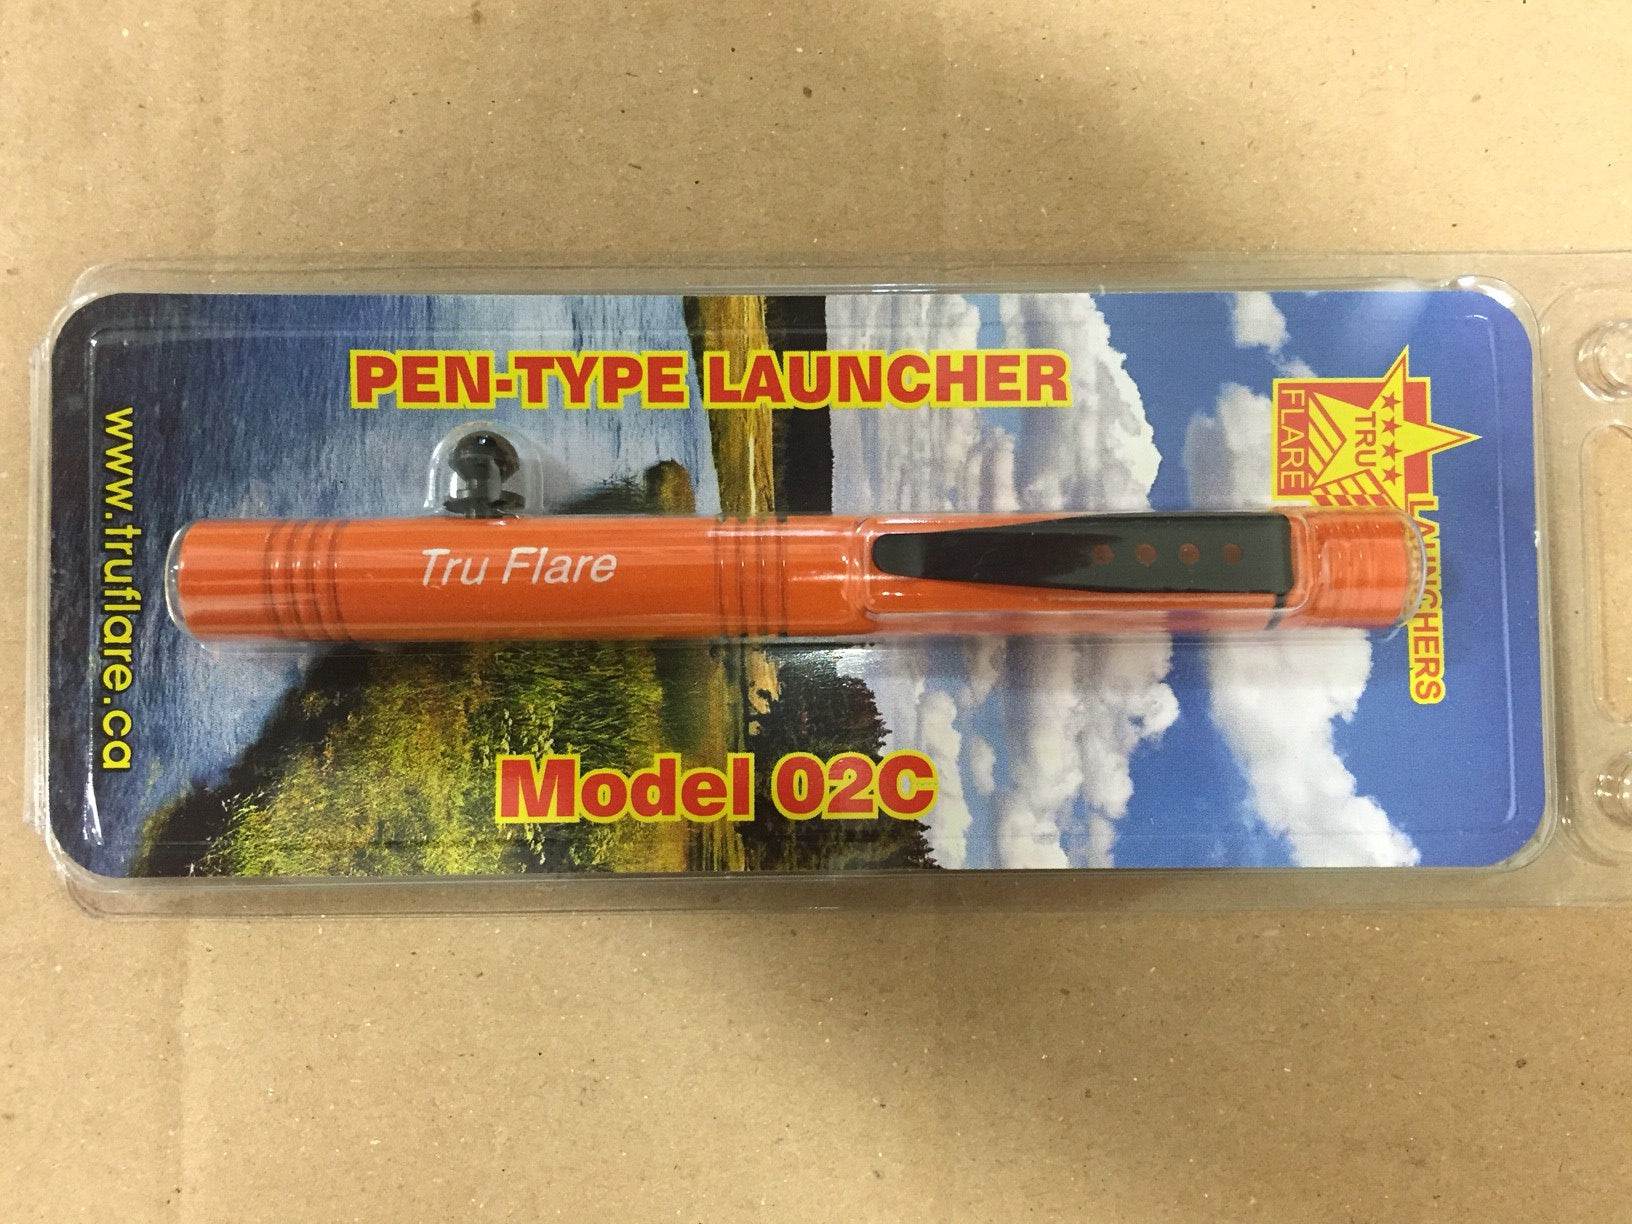 PEN-TYPE LAUNCHER
TRU
FLARE
LAUNCHERS
Tru Flare
Model 02C
www.truflare.ca